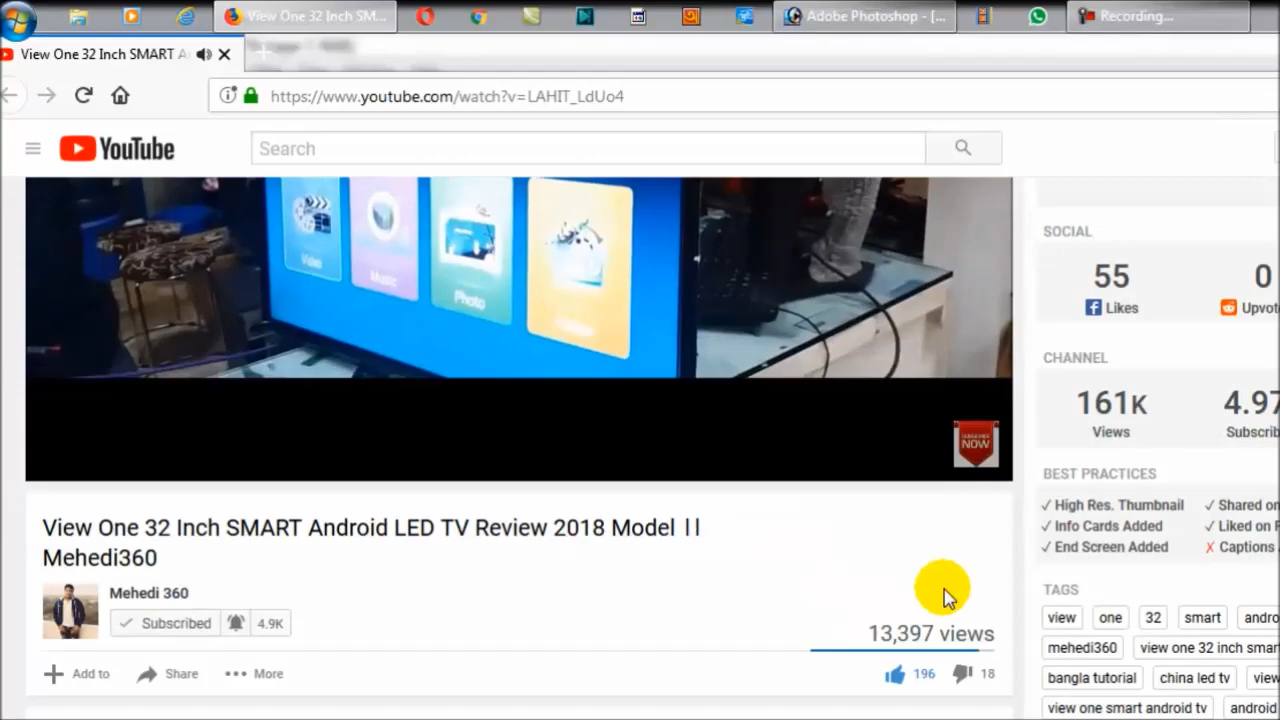 View One 32 Inch SM...
Adobe Photoshop - [...
Recording...
View One 32 Inch SMART A
https://www.youtube.com/watch?v=LAHIT_LdUo4
YouTube
Search
Video
Music
Photo
SUBSCRIBE
NOW
View One 32 Inch SMART Android LED TV Review 2018 Model ||
Mehedi360
Mehedi 360
Subscribed 4.9K
13,397 views
Add to Share More 196 18
SOCIAL
55 0
Likes Upvot
CHANNEL
161K 4.97
Views Subscrib
BEST PRACTICES
✓ High Res. Thumbnail ✓ Shared on
✓ Info Cards Added ✓ Liked on
✓ End Screen Added ✗ Captions
TAGS
view one 32 smart andro
mehedi360 view one 32 inch smar
bangla tutorial china led tv view
view one smart android tv android